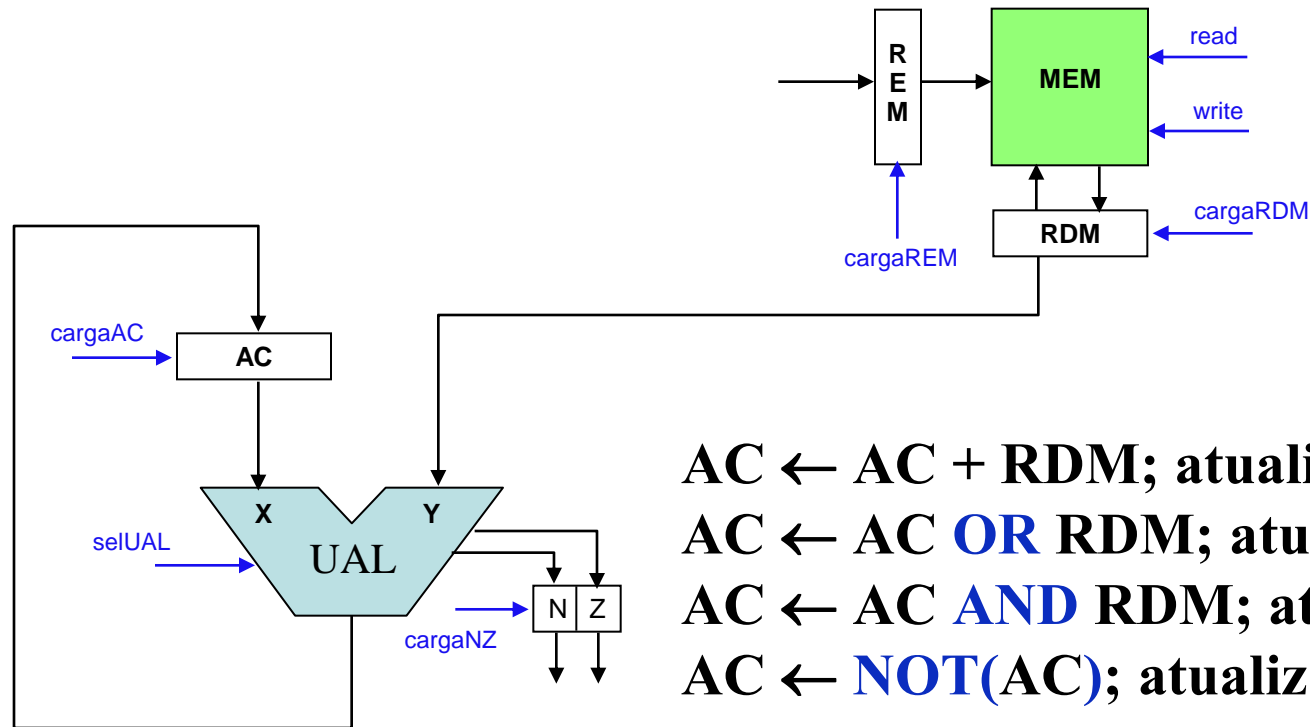 read
R
E
M
MEM
write
cargaRDM
RDM
cargaREM
cargaAC
AC
X Y
selUAL
UAL
N Z
cargaNZ
AC ← AC + RDM; atuali
AC ← AC OR RDM; atu
AC ← AC AND RDM; at
AC ← NOT(AC); atualiz